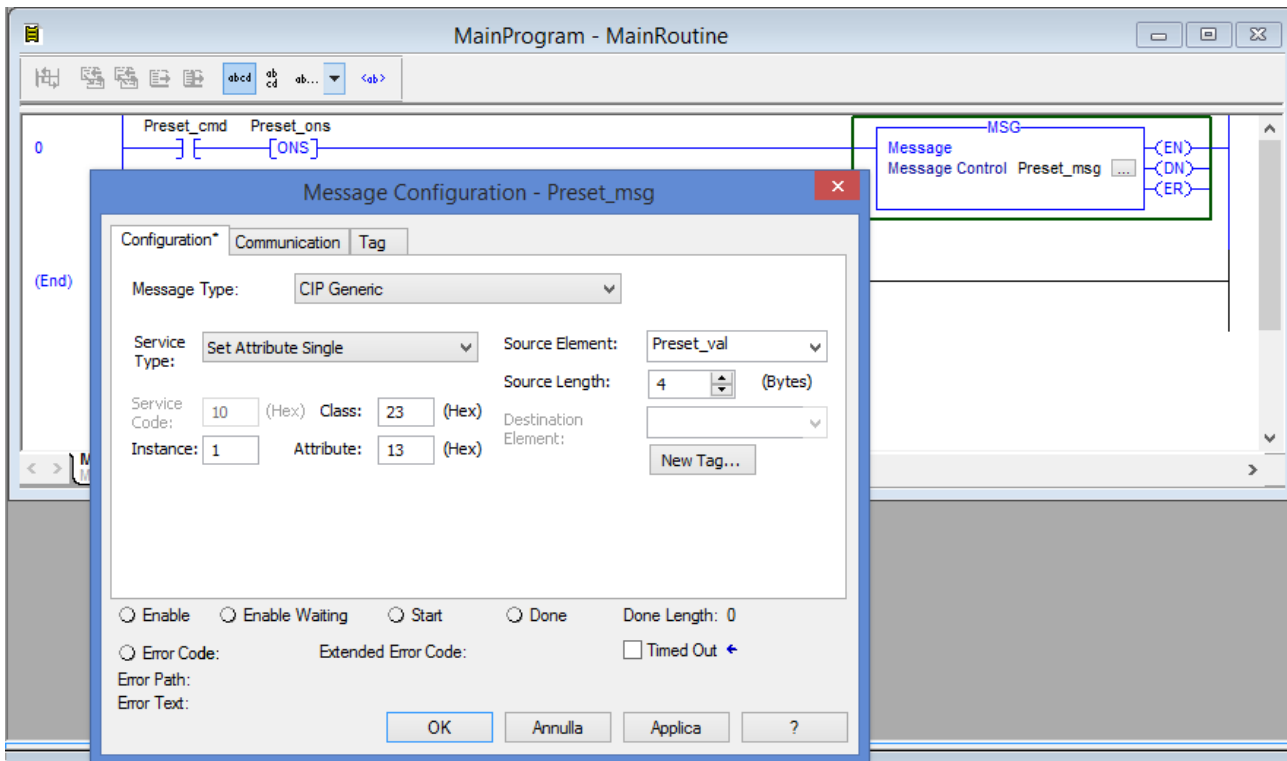 MainProgram - MainRoutine
abcd ab cd ab... <ab>
Preset_cmd Preset_ons
0
ONS
MSG
Message
Message Control Preset_msg ...
EN
DN
ER
Message Configuration - Preset_msg
Configuration* Communication Tag
(End)
Message Type: CIP Generic
Service Type: Set Attribute Single
Source Element: Preset_val
Source Length: 4 (Bytes)
Service Code: 10 (Hex) Class: 23 (Hex)
Destination Element:
Instance: 1 Attribute: 13 (Hex)
New Tag...
Enable Enable Waiting Start Done Done Length: 0
Error Code: Extended Error Code: Timed Out
Error Path:
Error Text:
OK Annulla Applica ?